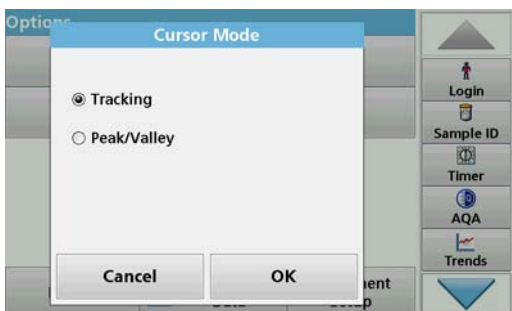 Cursor Mode
Tracking
Peak/Valley
Cancel
OK
Login
Sample ID
Timer
AQA
Trends